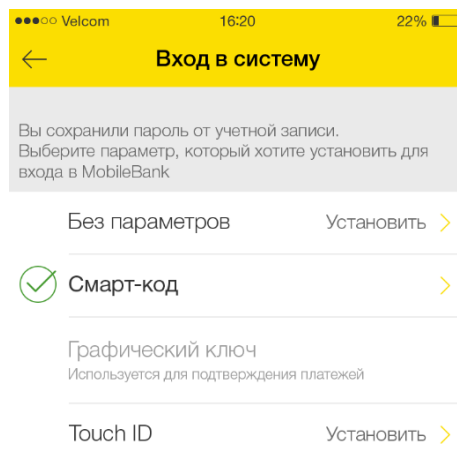 Velcom 16:20 22%
Вход в систему
Вы сохранили пароль от учетной записи.
Выберите параметр, который хотите установить для
входа в MobileBank
Без параметров Установить
Смарт-код
Графический ключ
Используется для подтверждения платежей
Touch ID Установить